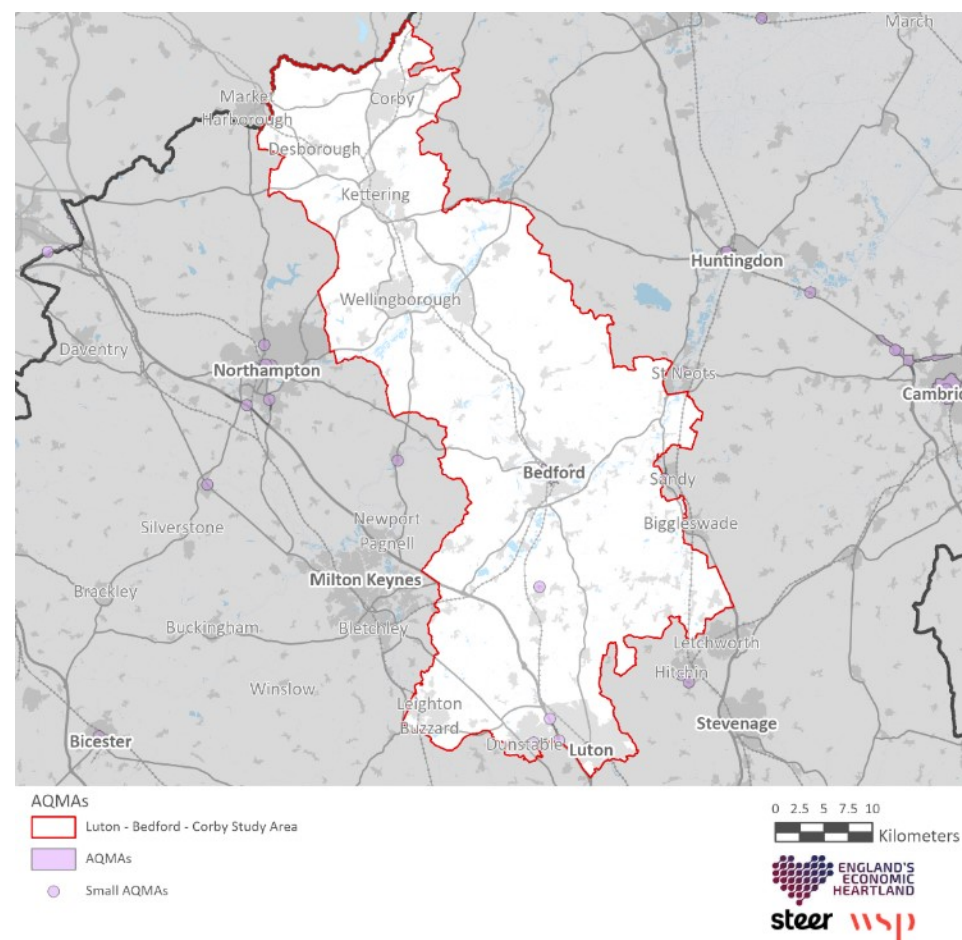 March
Market
Harborough
Corby
Desborough
Kettering
Huntingdon
Wellingborough
Daventry
Northampton
St Neots
Cambrid
Bedford
Sandy
Silverstone
Newport
Pagnell
Biggleswade
Milton Keynes
Brackley
Buckingham
Bletchley
Letchworth
Hitchin
Winslow
Leighton
Buzzard
Stevenage
Bicester
Dunstable
Luton
AQMAs
Luton - Bedford - Corby Study Area
AQMAs
Small AQMAs
0 2.5 5 7.5 10
Kilometers
ENGLAND'S
ECONOMIC
HEARTLAND
steer wsp